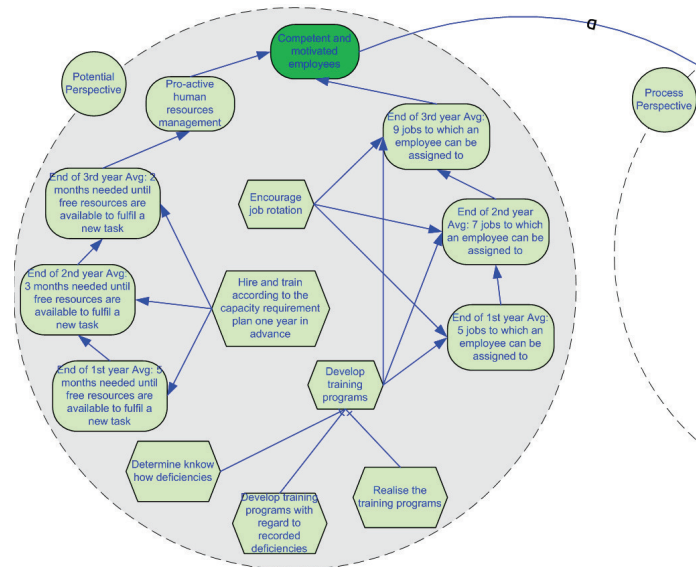 Competent and
motivated
employees
D
Potential
Perspective
Process
Perspective
Pro-active
human
resources
management
End of 3rd year Avg:
9 jobs to which an
employee can be
assigned to
End of 3rd year Avg: 2
months needed until
free resources are
available to fulfil a
new task
Encourage
job rotation
End of 2nd year
Avg: 7 jobs to which
an employee can be
assigned to
End of 2nd year Avg:
3 months needed until
free resources are
available to fulfil a
new task
Hire and train
according to the
capacity requirement
plan one year in
advance
End of 1st year Avg:
5 jobs to which an
employee can be
assigned to
End of 1st year Avg: 5
months needed until
free resources are
available to fulfil a
new task
Develop
training
programs
Determine knkow
how deficiencies
Develop training
programs with
regard to
recorded
deficiencies
Realise the
training programs